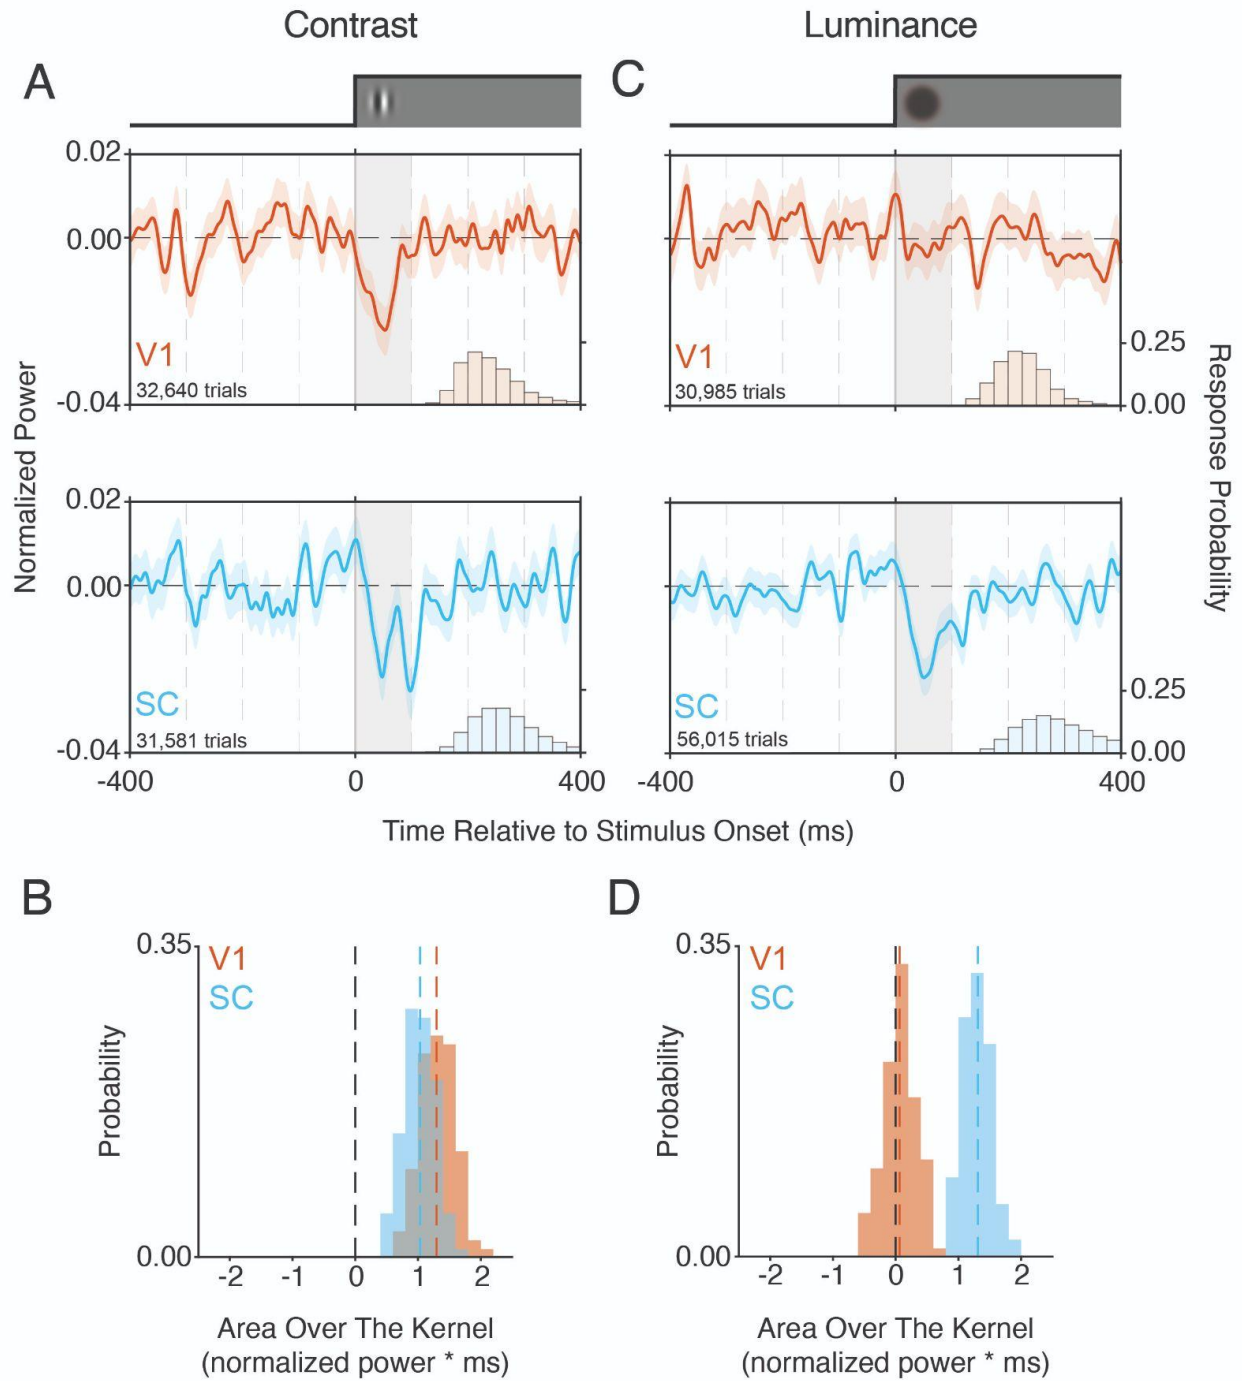 Contrast
Luminance
A
C
0.02
0.00
-0.04
V1
32,640 trials
V1
30,985 trials
0.25
0.00
Normalized Power
Response Probability
0.02
0.00
-0.04
SC
31,581 trials
SC
56,015 trials
0.25
0.00
-400 0 400
-400 0 400
Time Relative to Stimulus Onset (ms)
B
D
0.35
0.00
Probability
V1
SC
-2 -1 0 1 2
Area Over The Kernel
(normalized power * ms)
0.35
0.00
Probability
V1
SC
-2 -1 0 1 2
Area Over The Kernel
(normalized power * ms)